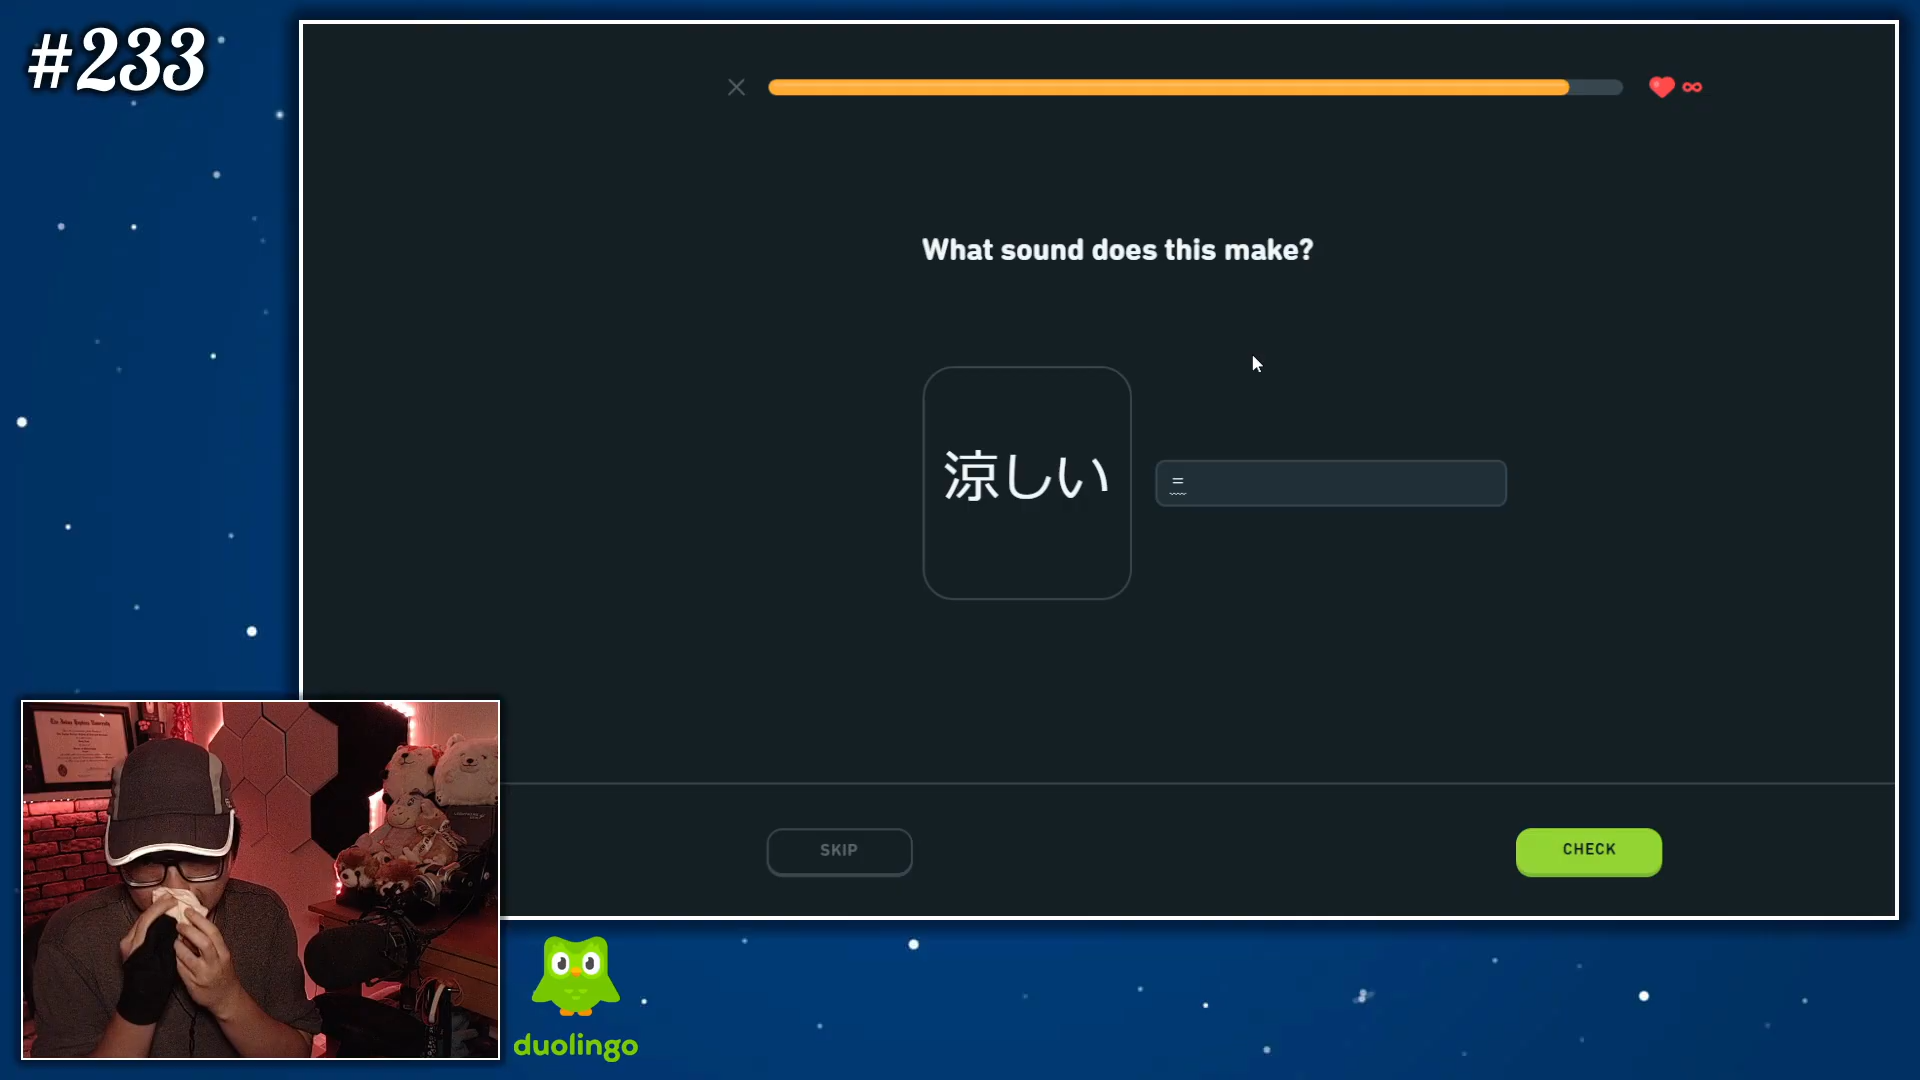 #233
∞
What sound does this make?
涼しい
=
SKIP
CHECK
duolingo